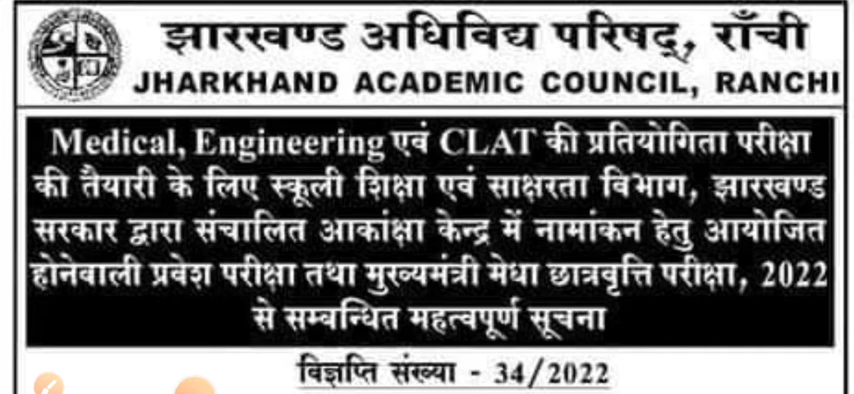 झारखण्ड अधिविद्य परिषद्, राँची
JHARKHAND ACADEMIC COUNCIL, RANCHI
Medical, Engineering एवं CLAT की प्रतियोगिता परीक्षा
की तैयारी के लिए स्कूली शिक्षा एवं साक्षरता विभाग, झारखण्ड
सरकार द्वारा संचालित आकांक्षा केन्द्र में नामांकन हेतु आयोजित
होनेवाली प्रवेश परीक्षा तथा मुख्यमंत्री मेधा छात्रवृत्ति परीक्षा, 2022
से सम्बन्धित महत्वपूर्ण सूचना
विज्ञप्ति संख्या - 34/2022